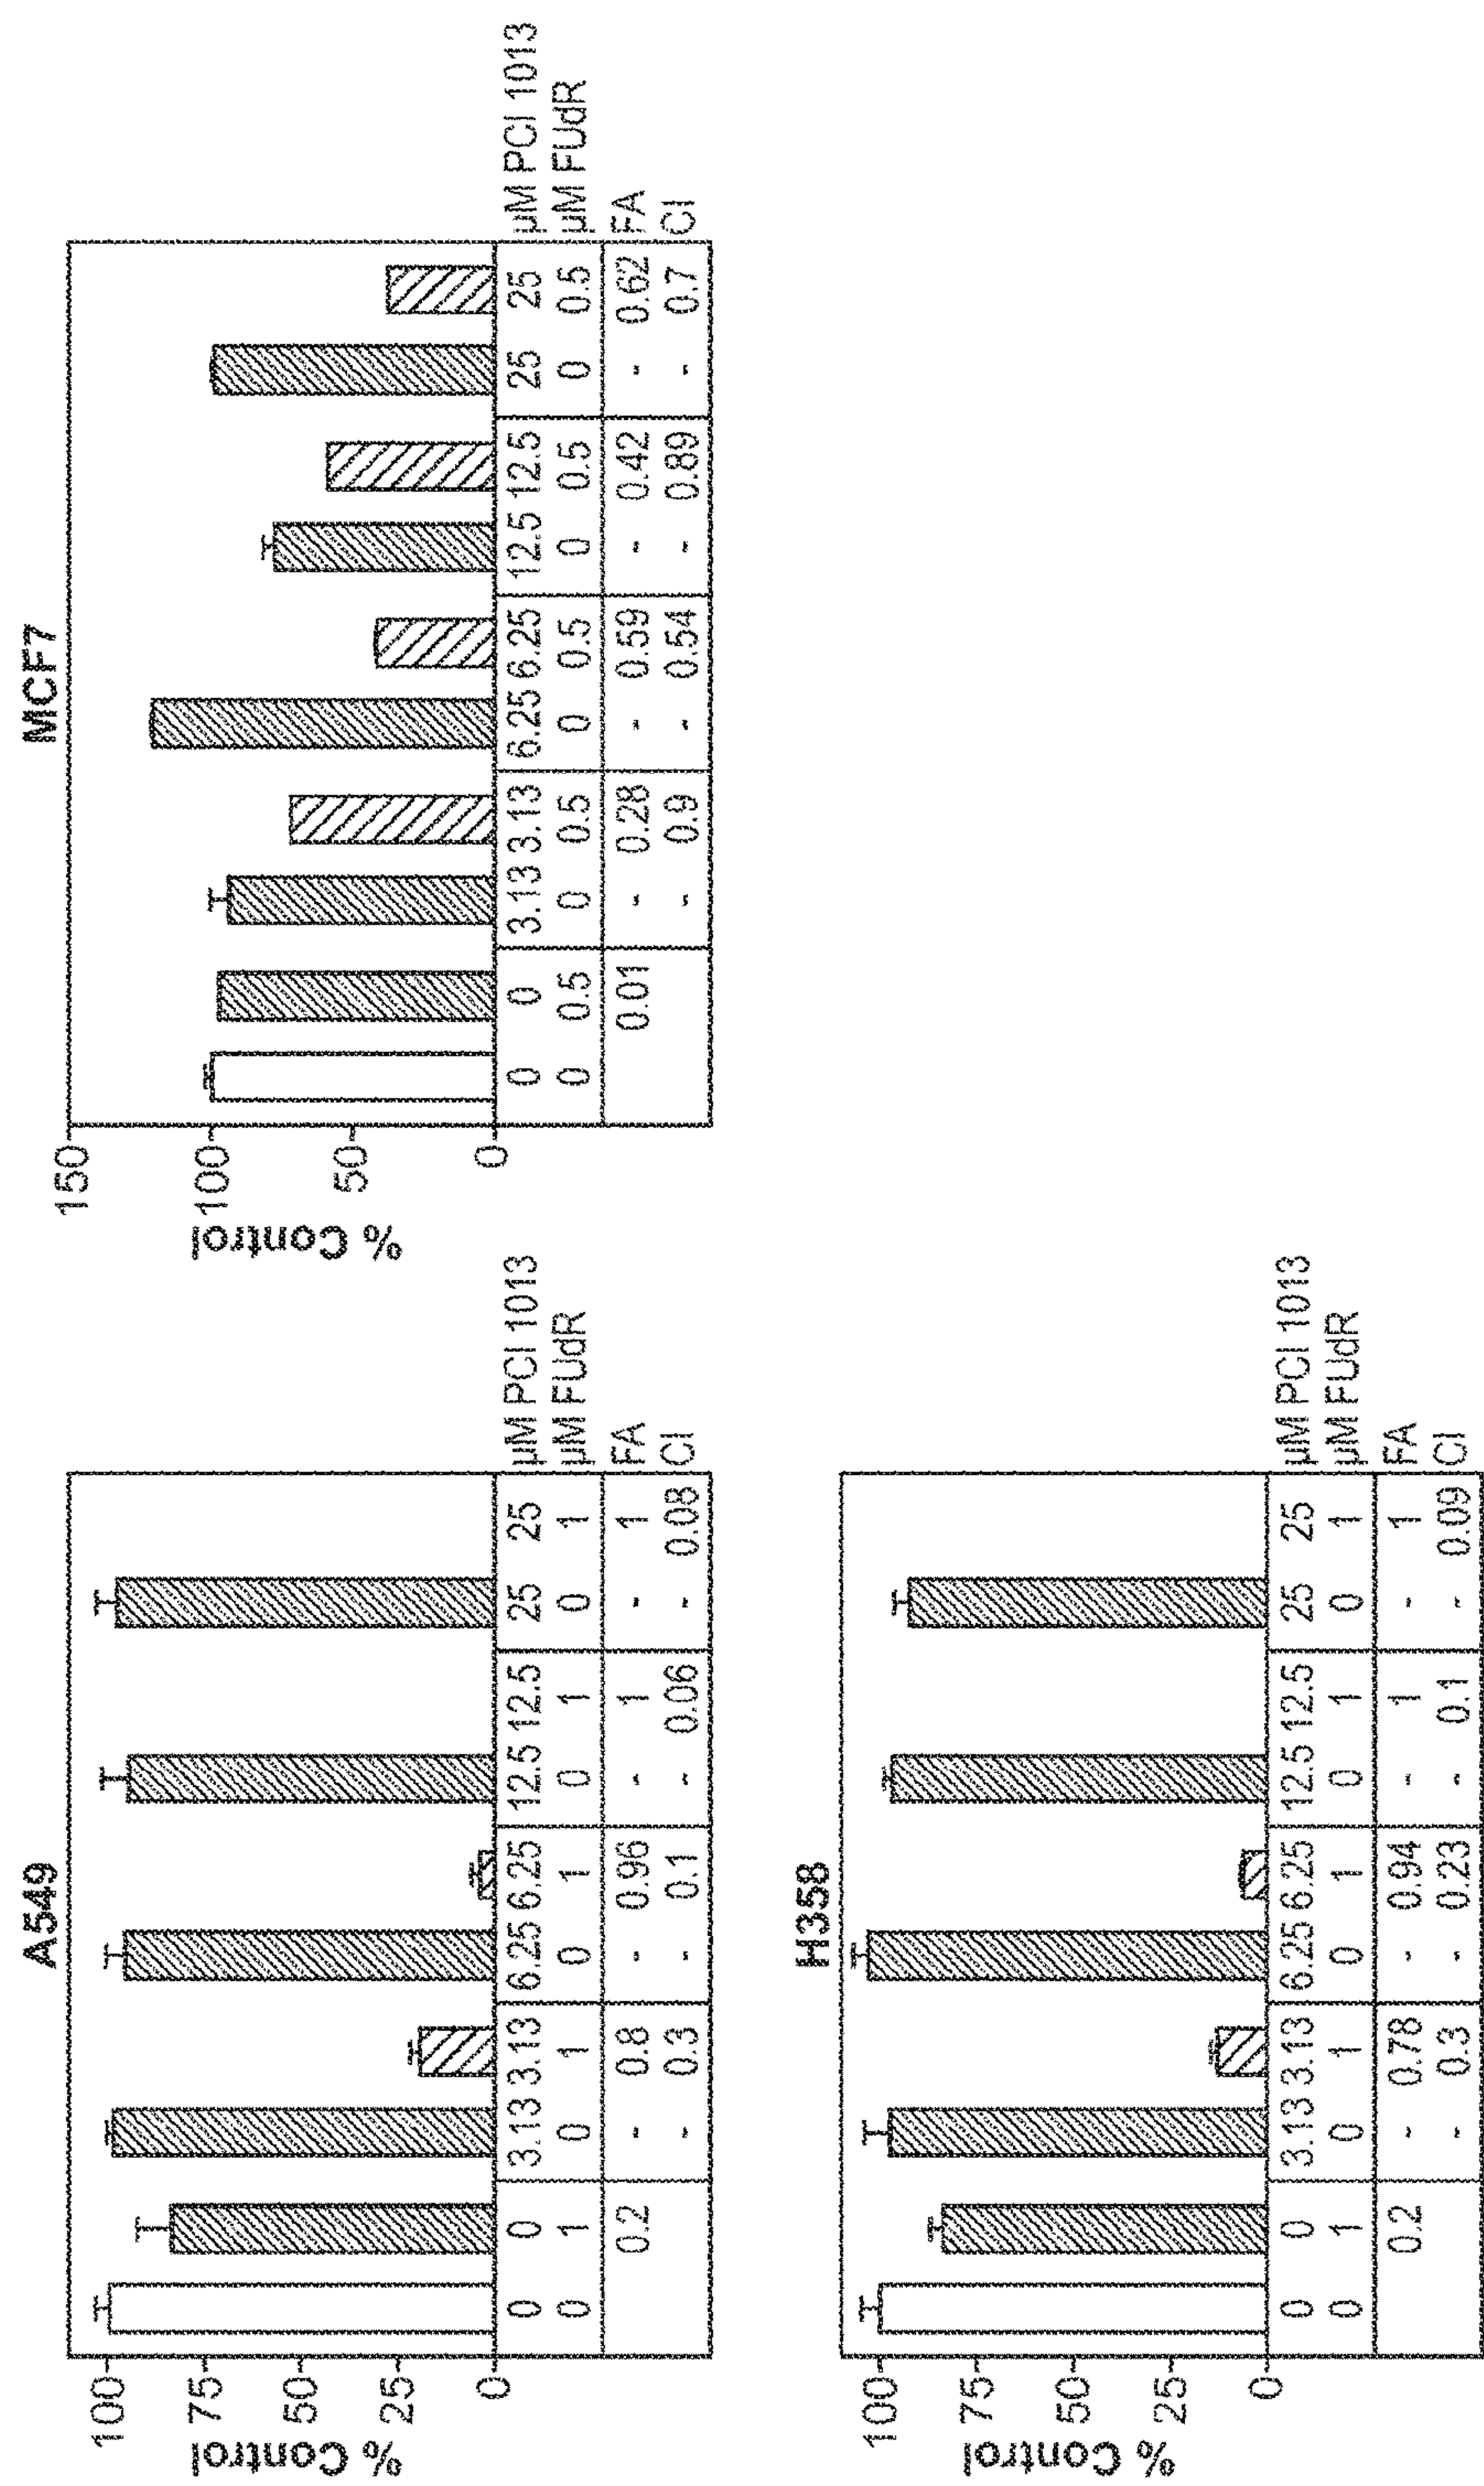 A549
% Control
100
75
50
25
0
0 0 3.13 3.13 6.25 6.25 12.5 12.5 25 25 µM PCI 1013
0 1 0 1 0 1 0 1 0 1 µM FUdR
0.2 - 0.8 - 0.96 - 1 - 1 FA
- 0.3 - 0.1 - 0.06 - 0.08 CI
MCF7
% Control
150
100
50
0
0 0 3.13 3.13 6.25 6.25 12.5 12.5 25 25 µM PCI 1013
0 0.5 0 0.5 0 0.5 0 0.5 0 0.5 µM FUdR
0.01 - 0.28 - 0.59 - 0.42 - 0.62 FA
- 0.9 - 0.54 - 0.89 - 0.7 CI
H358
% Control
100
75
50
25
0
0 0 3.13 3.13 6.25 6.25 12.5 12.5 25 25 µM PCI 1013
0 1 0 1 0 1 0 1 0 1 µM FUdR
0.2 - 0.78 - 0.94 - 1 - 1 FA
- 0.3 - 0.23 - 0.1 - 0.09 CI